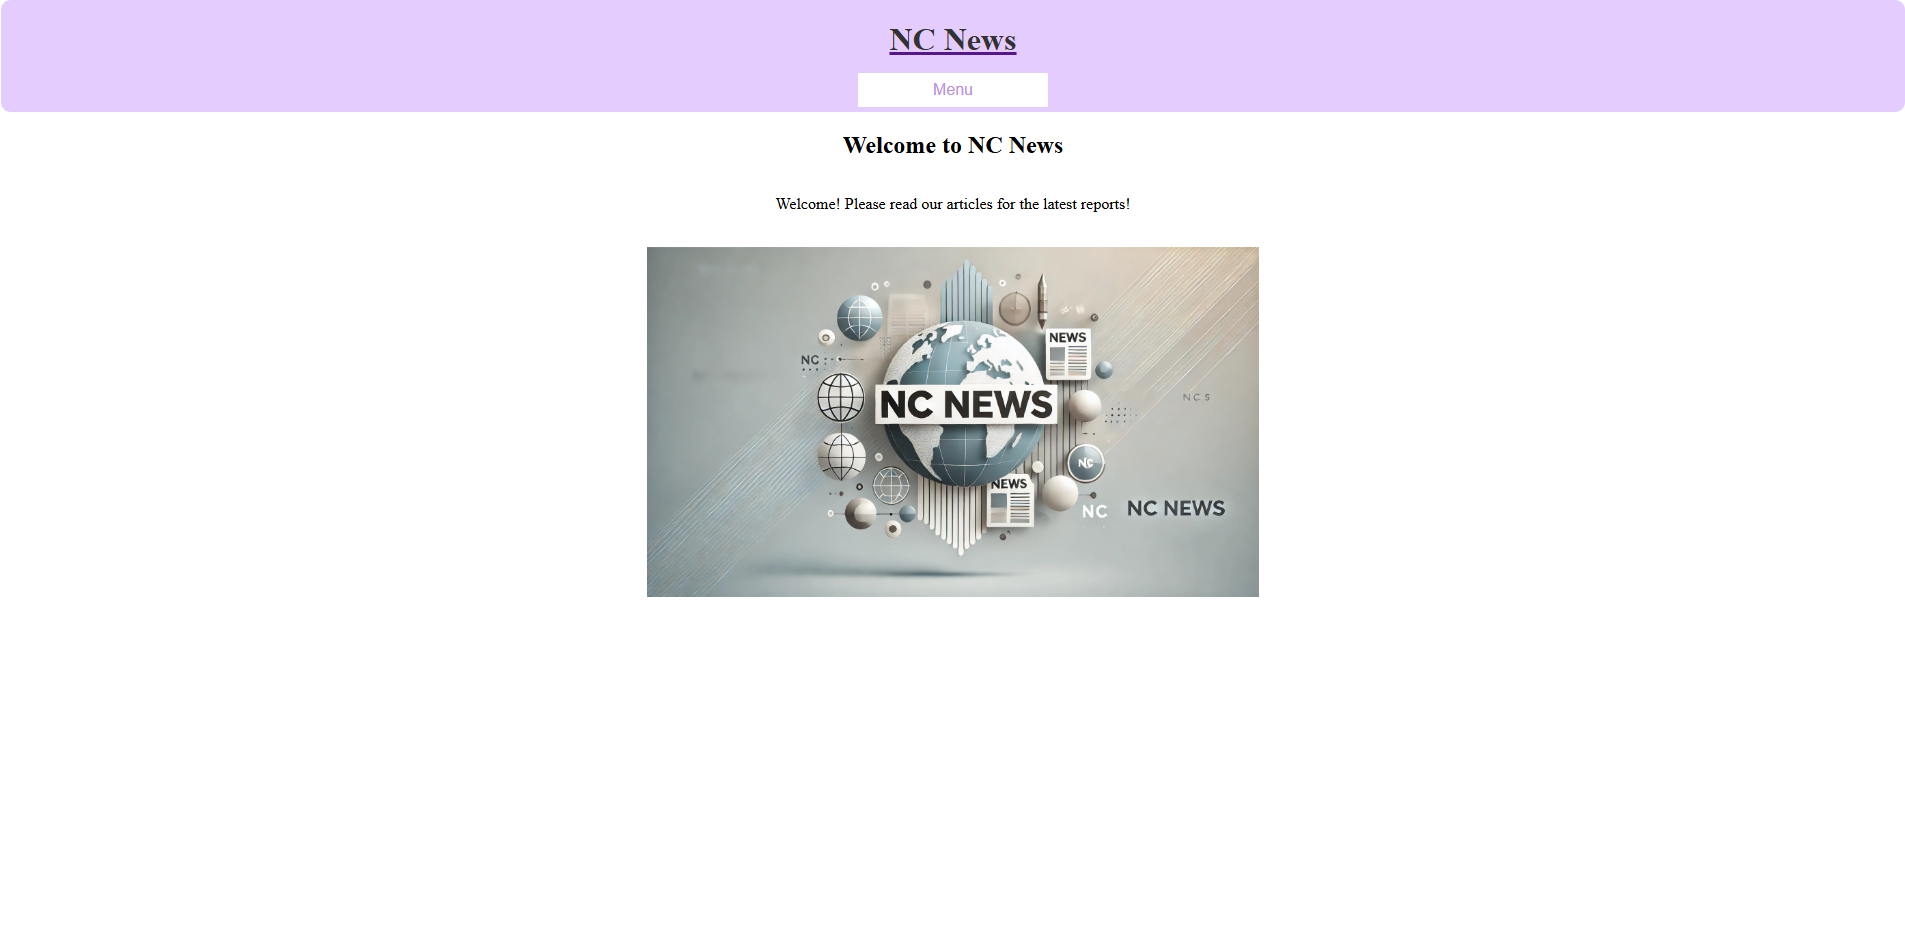 NC News
Menu
Welcome to NC News
Welcome! Please read our articles for the latest reports!
NEWS
NC
NC NEWS
NC S
NC
NEWS
NC
NC NEWS